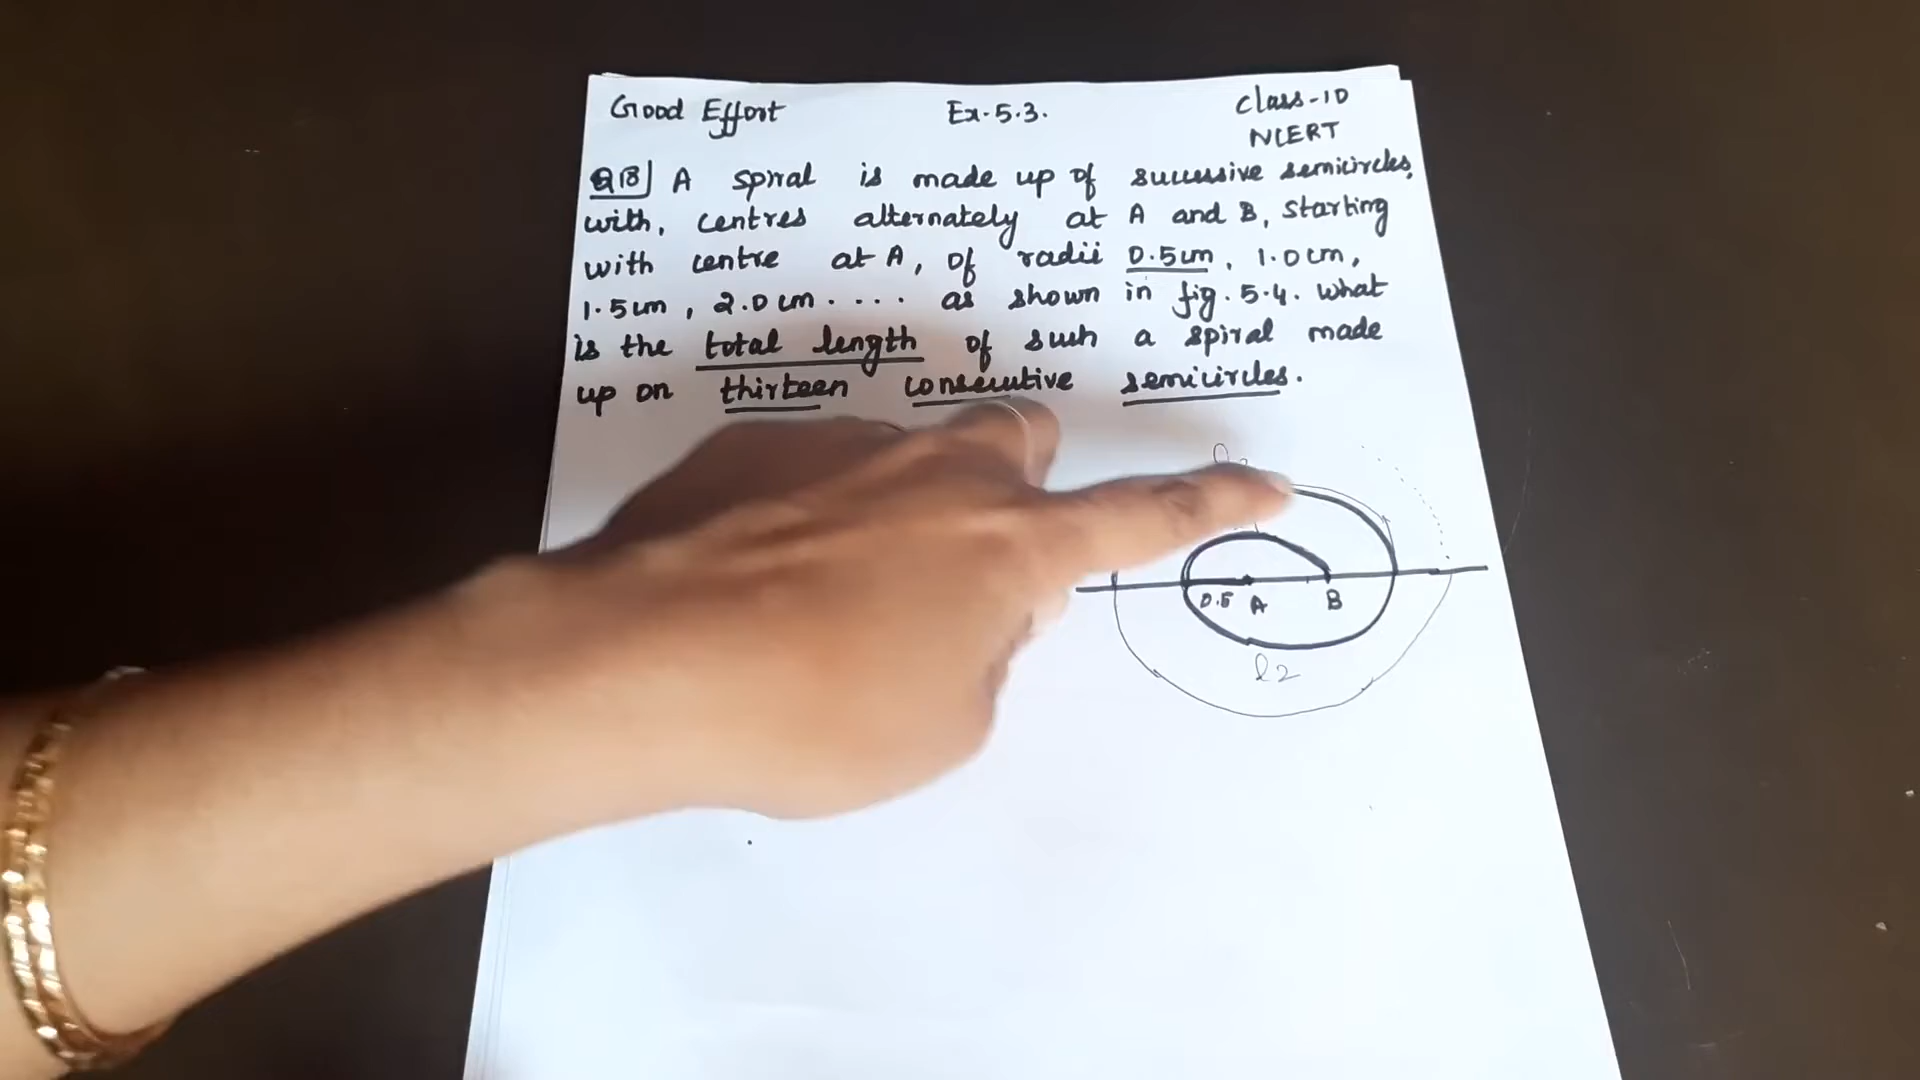 Good Effort Ex-5.3. Class-10
NCERT
Q18 A spiral is made up of successive semicircles,
with, centres alternately at A and B, starting
with centre at A, of radii 0.5cm, 1.0cm,
1.5cm, 2.0cm.... as shown in fig. 5.4. what
is the total length of such a spiral made
up on thirteen consecutive semicircles.
0.5 A B
l2